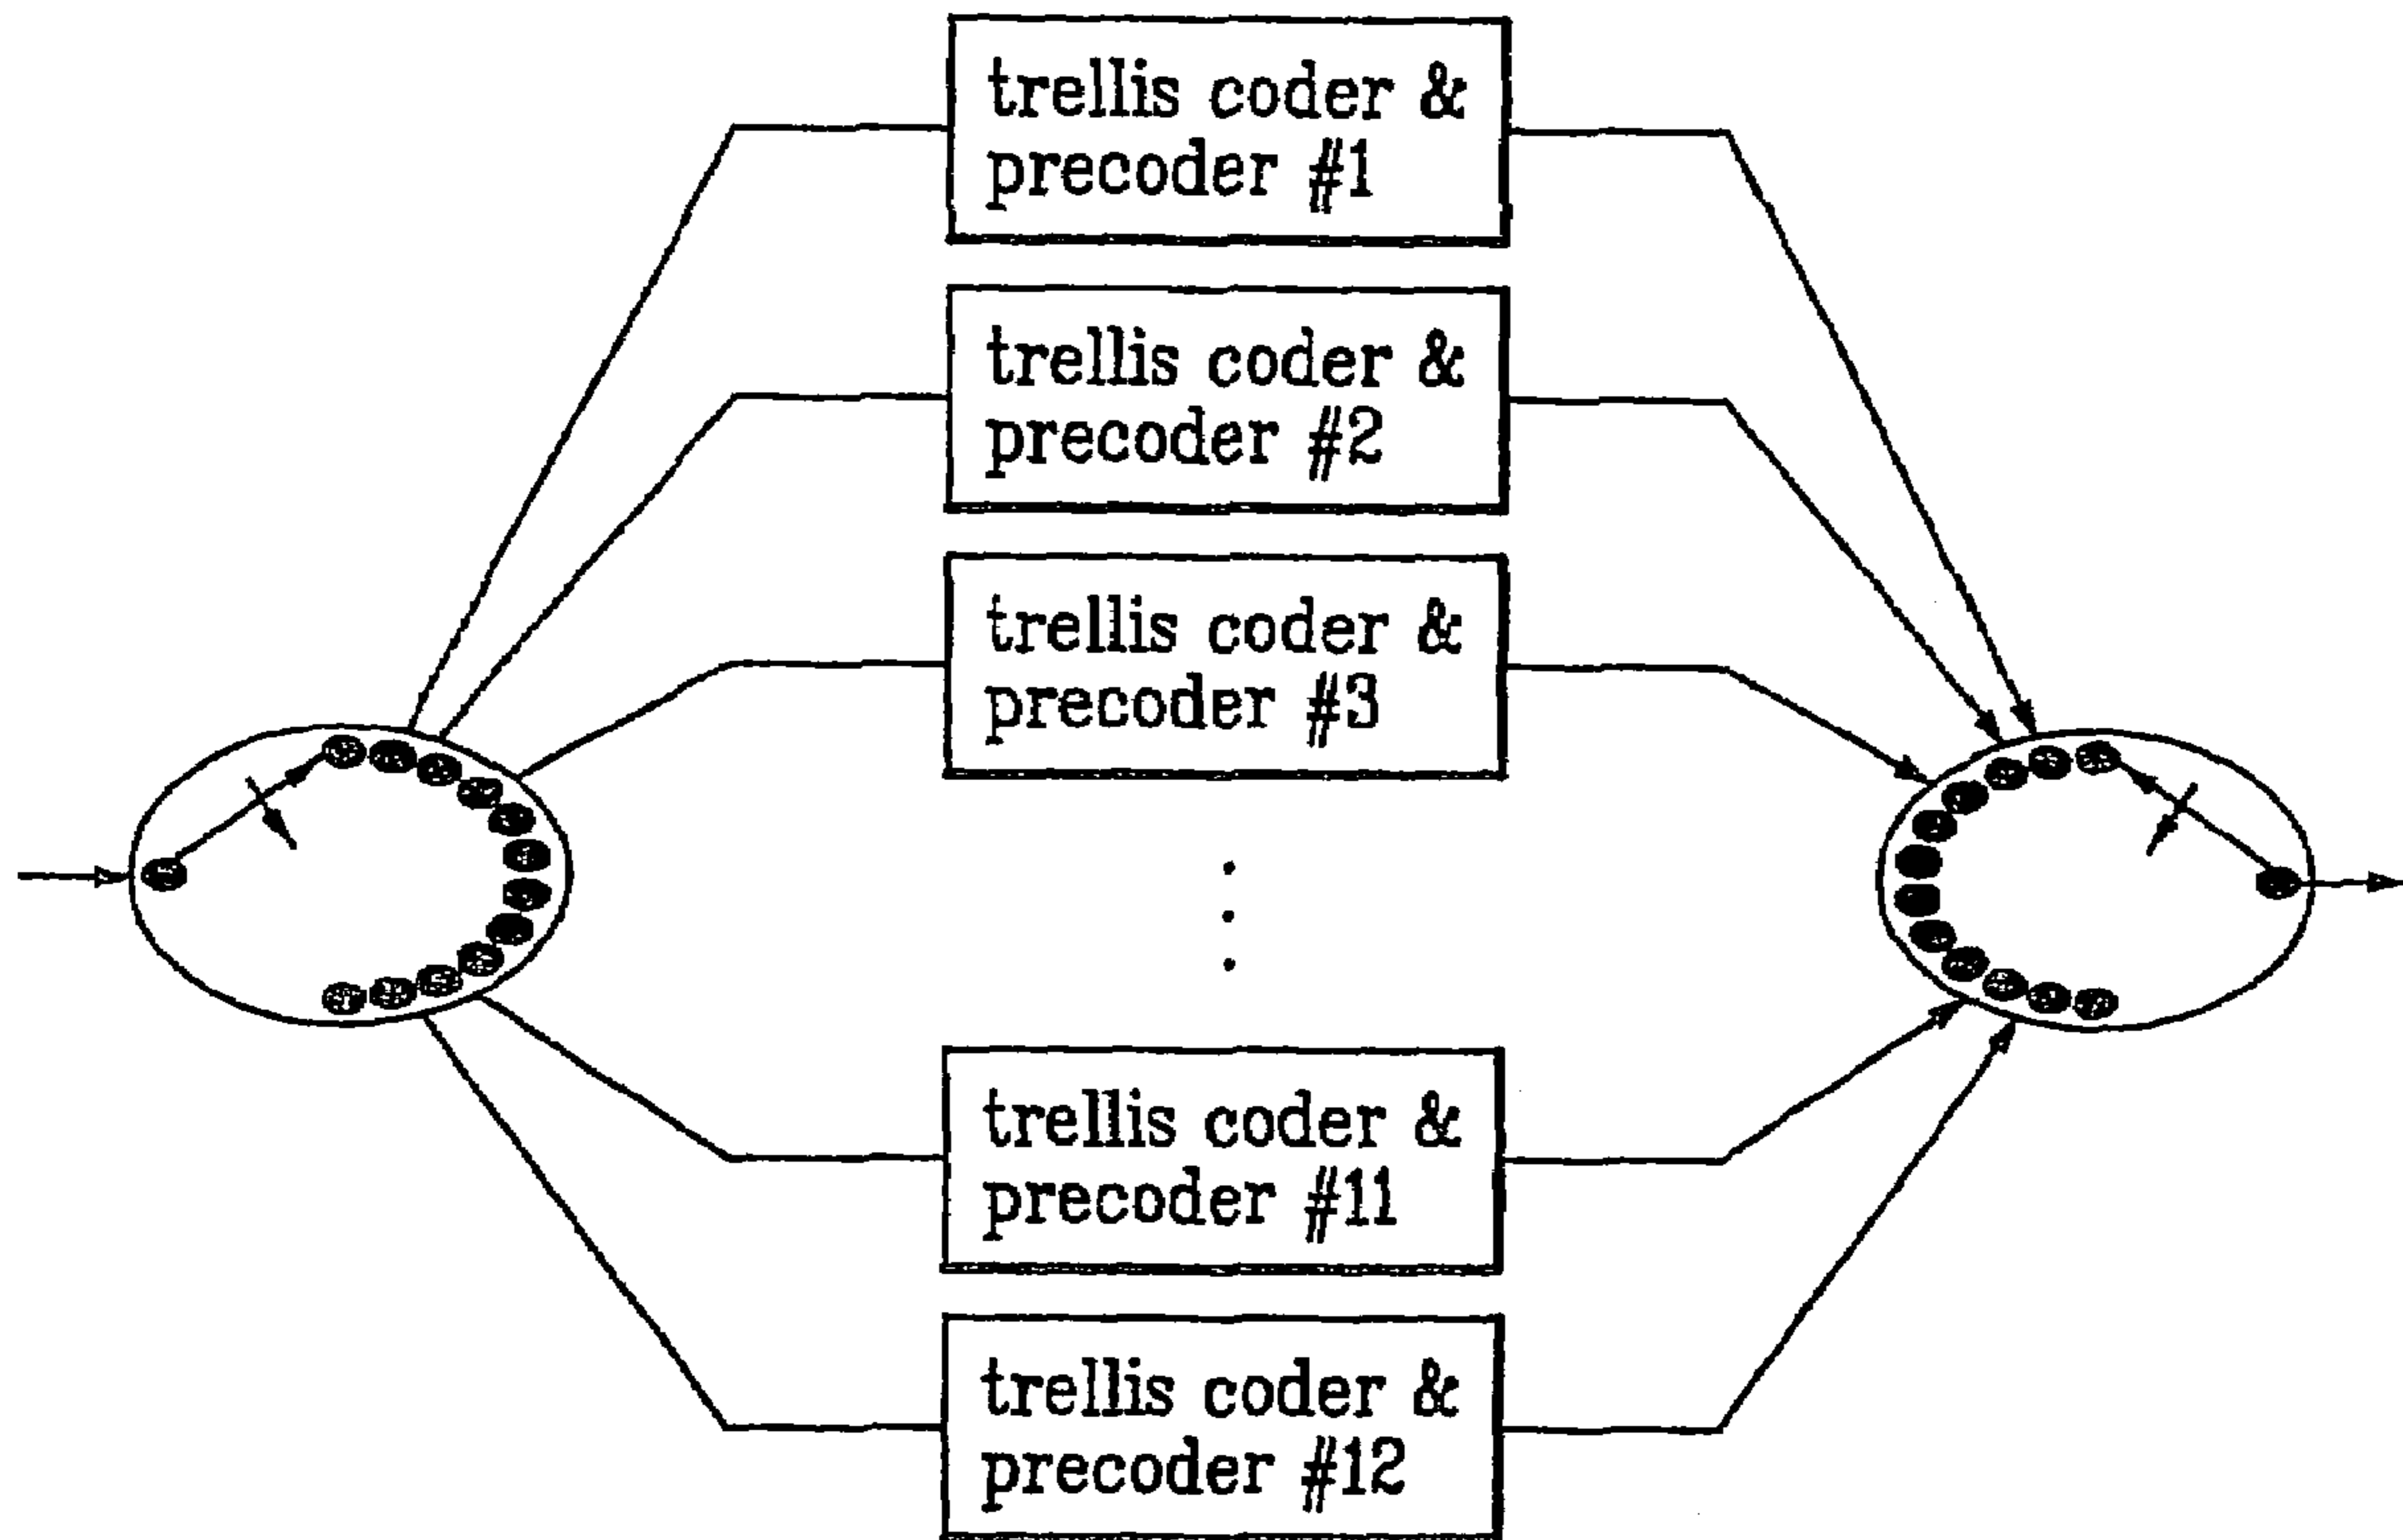 trellis coder &
precoder #1
trellis coder &
precoder #2
trellis coder &
precoder #3
trellis coder &
precoder #11
trellis coder &
precoder #12